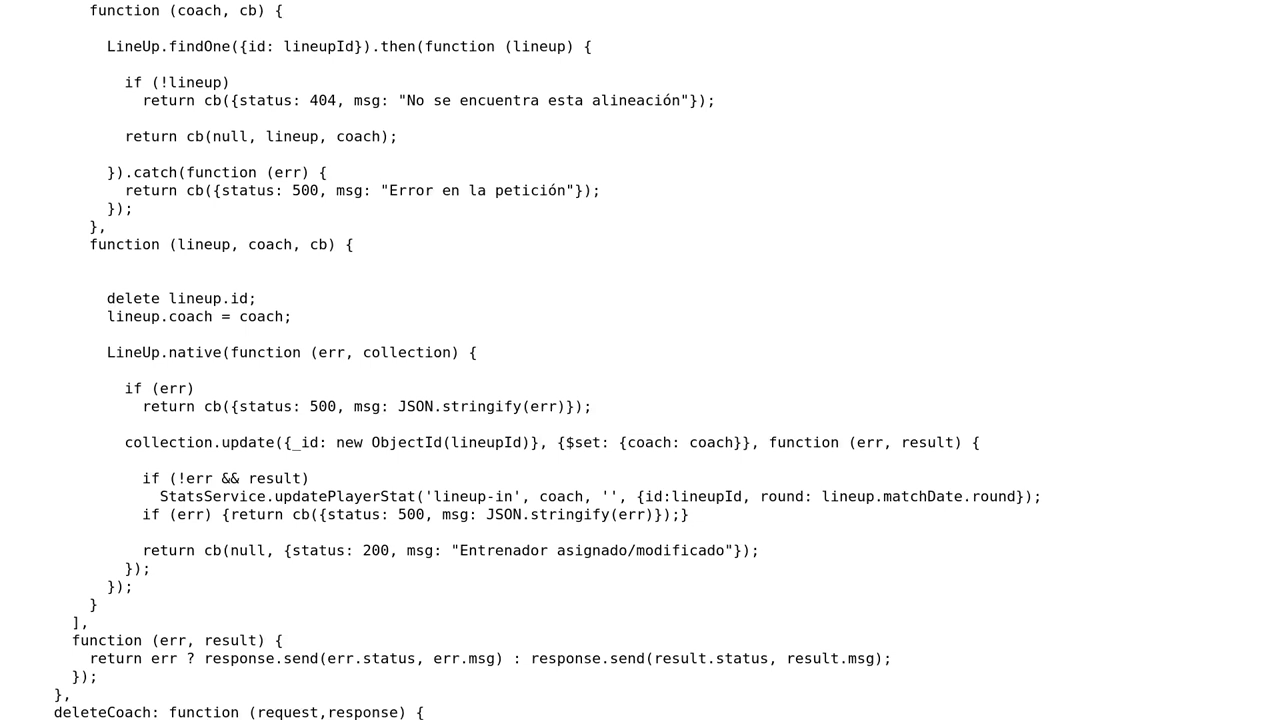 function (coach, cb) {
LineUp.findOne({id: lineupId}).then(function (lineup) {
if (!lineup)
return cb({status: 404, msg: "No se encuentra esta alineación"});
return cb(null, lineup, coach);
}).catch(function (err) {
return cb({status: 500, msg: "Error en la petición"});
});
},
function (lineup, coach, cb) {
delete lineup.id;
lineup.coach = coach;
LineUp.native(function (err, collection) {
if (err)
return cb({status: 500, msg: JSON.stringify(err)});
collection.update({_id: new ObjectId(lineupId)}, {$set: {coach: coach}}, function (err, result) {
if (!err && result)
StatsService.updatePlayerStat('lineup-in', coach, '', {id:lineupId, round: lineup.matchDate.round});
if (err) {return cb({status: 500, msg: JSON.stringify(err)});}
return cb(null, {status: 200, msg: "Entrenador asignado/modificado"});
});
});
}
],
function (err, result) {
return err ? response.send(err.status, err.msg) : response.send(result.status, result.msg);
});
},
deleteCoach: function (request,response) {